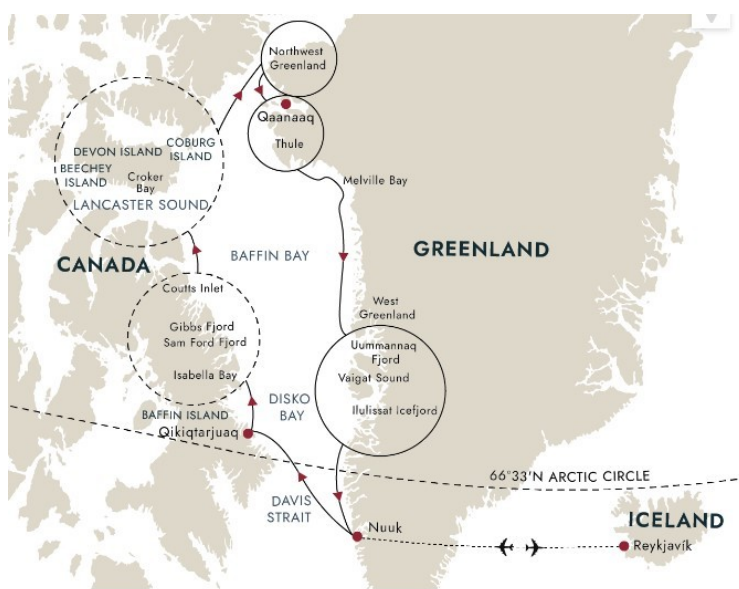 Northwest
Greenland
Qaanaaq
Thule
DEVON ISLAND
COBURG
ISLAND
BEECHEY
ISLAND
Croker
Bay
LANCASTER SOUND
Melville Bay
CANADA
BAFFIN BAY
GREENLAND
Coutts Inlet
Gibbs Fjord
Sam Ford Fjord
Isabella Bay
West
Greenland
Uummannaq
Fjord
Vaigat Sound
Ilulissat Icefjord
DISKO
BAY
BAFFIN ISLAND
Qikiqtarjuaq
66°33'N ARCTIC CIRCLE
DAVIS
STRAIT
Nuuk
ICELAND
Reykjavík